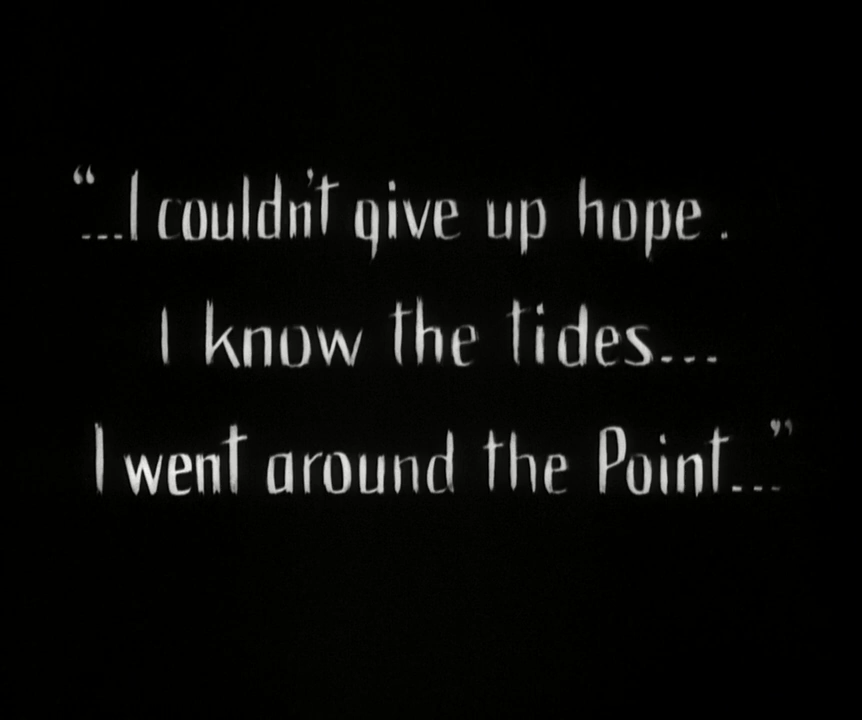 “...I couldn't give up hope.
I know the tides...
I went around the Point...”